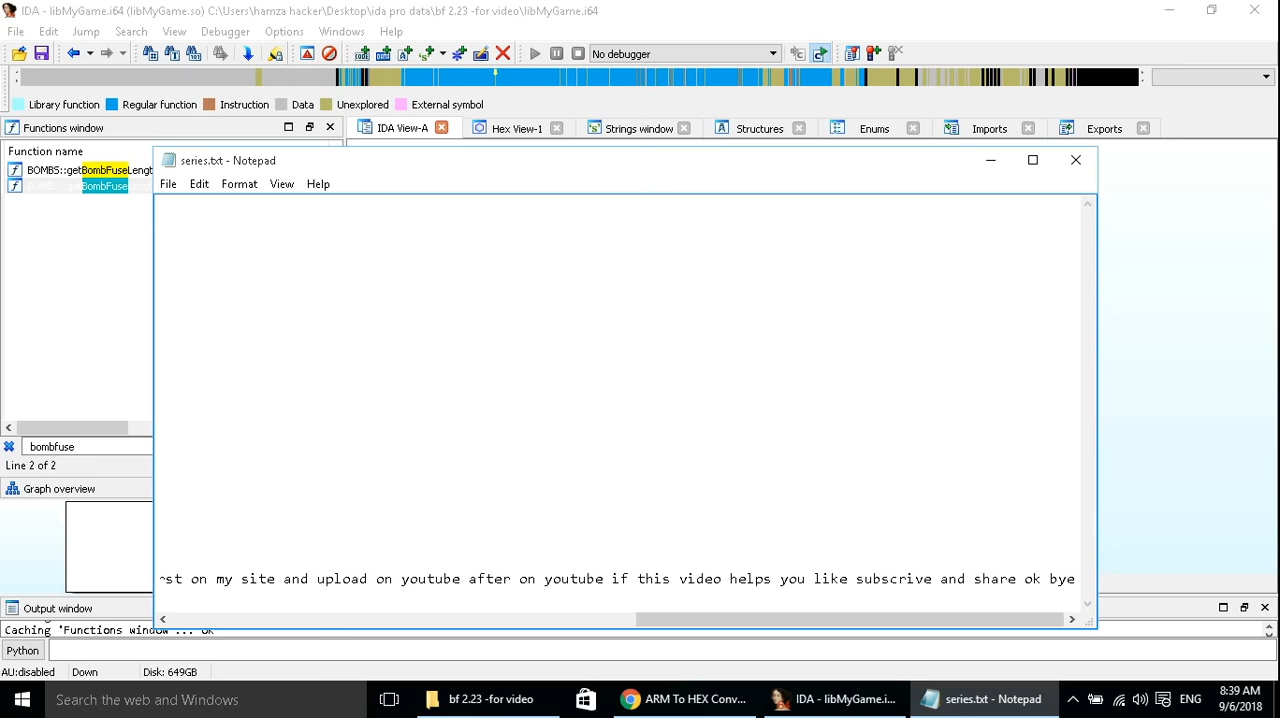 IDA - libMyGame.i64 (libMyGame.so) C:\Users\hamza hacker\Desktop\ida pro data\bf 2.23 -for video\libMyGame.i64
File Edit Jump Search View Debugger Options Windows Help
No debugger
Library function Regular function Instruction Data Unexplored External symbol
Functions window
IDA View-A Hex View-1 Strings window Structures Enums Imports Exports
Function name
BOMBS::getBombFuseLengt
BOMBS::getBombFuseLengt
series.txt - Notepad
File Edit Format View Help
bombfuse
Line 2 of 2
Graph overview
rst on my site and upload on youtube after on youtube if this video helps you like subscrive and share ok bye
Output window
Caching 'Functions window'... ok
Python
AU:disabled Down Disk: 649GB
Search the web and Windows
bf 2.23 -for video
ARM To HEX Conv...
IDA - libMyGame.i...
series.txt - Notepad
ENG
8:39 AM
9/6/2018